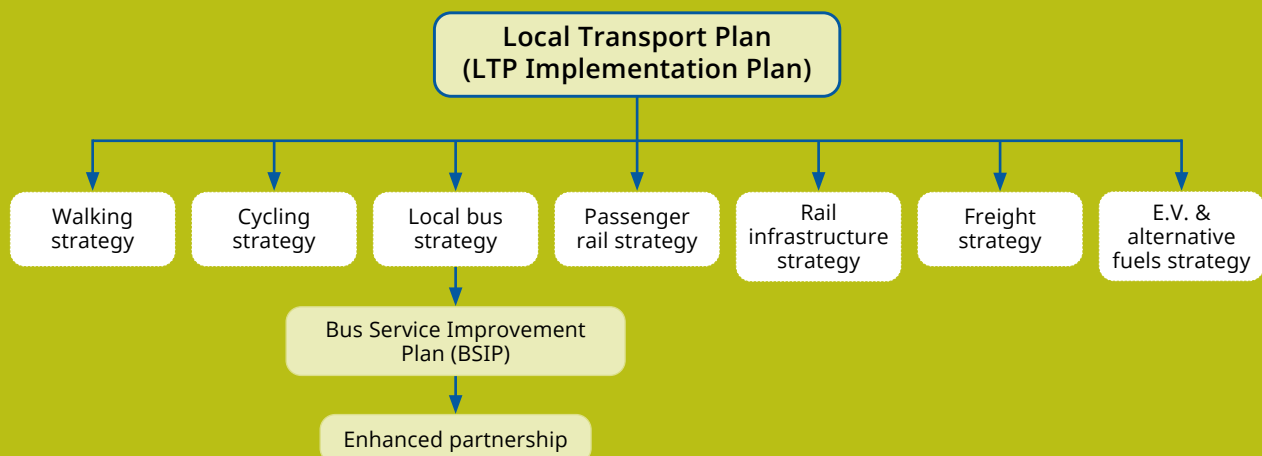 Local Transport Plan
(LTP Implementation Plan)
Walking
strategy
Cycling
strategy
Local bus
strategy
Passenger
rail strategy
Rail
infrastructure
strategy
Freight
strategy
E.V. &
alternative
fuels strategy
Bus Service Improvement
Plan (BSIP)
Enhanced partnership